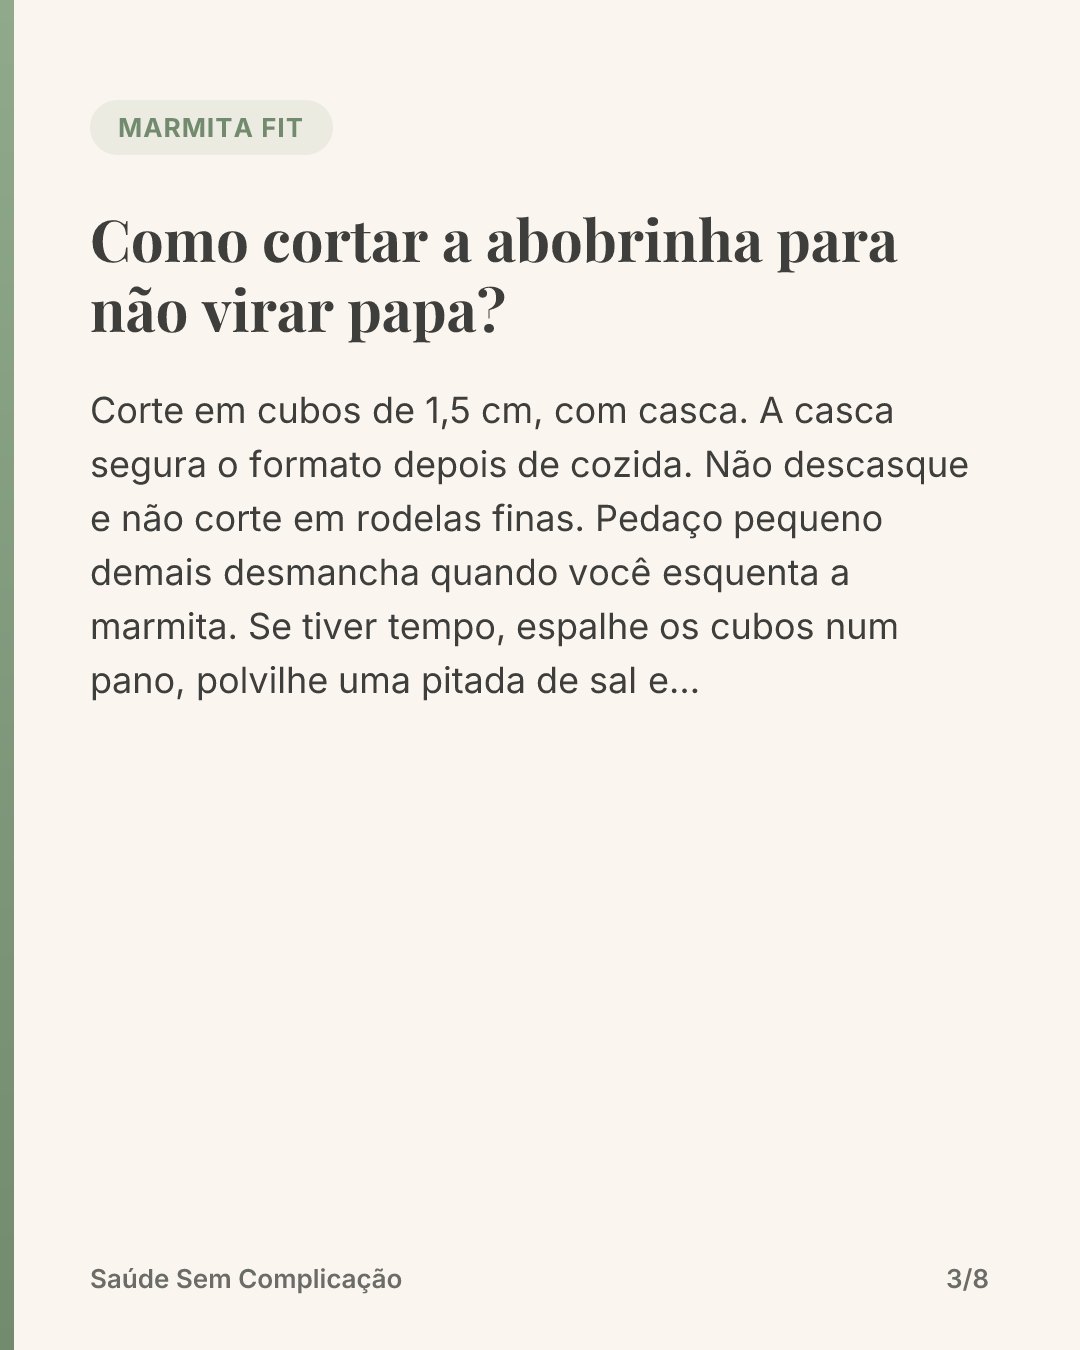 MARMITA FIT
Como cortar a abobrinha para
não virar papa?
Corte em cubos de 1,5 cm, com casca. A casca
segura o formato depois de cozida. Não descasque
e não corte em rodelas finas. Pedaço pequeno
demais desmancha quando você esquenta a
marmita. Se tiver tempo, espalhe os cubos num
pano, polvilhe uma pitada de sal e...
Saúde Sem Complicação
3/8